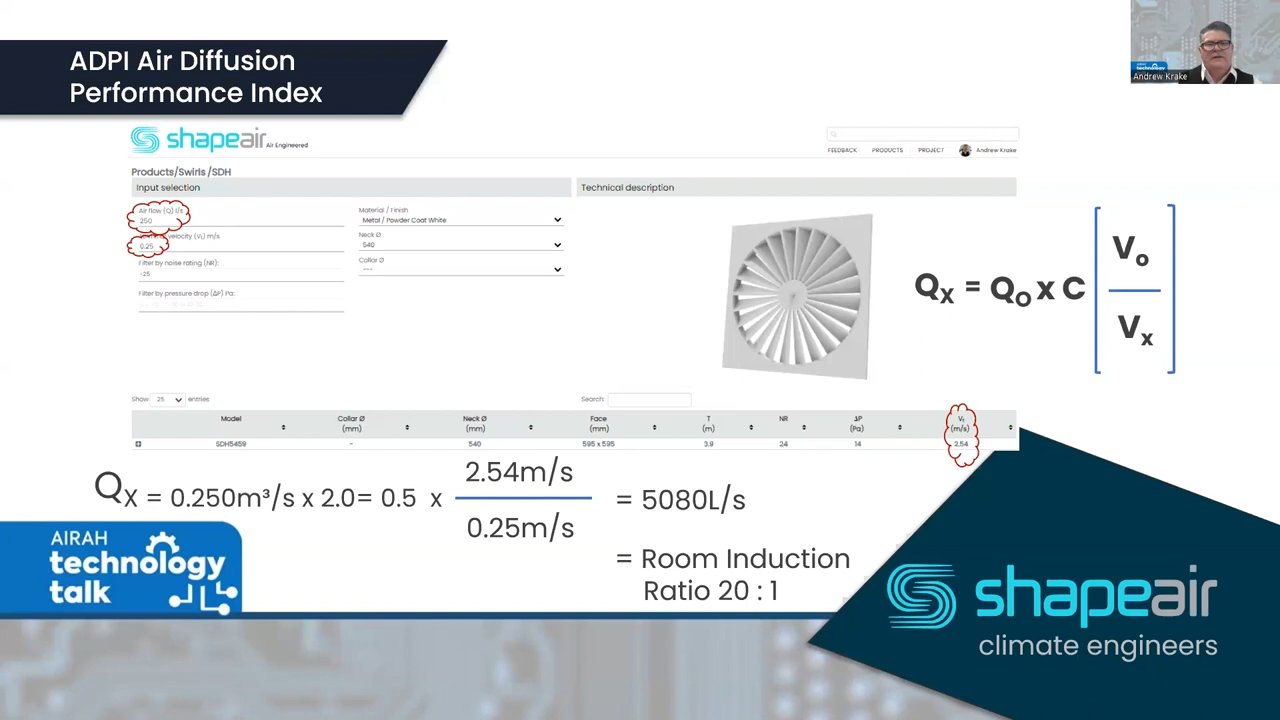 ADPI Air Diffusion
Performance Index
AIRAH
technology
Andrew Krake
shapeair Air Engineered
FEEDBACK PRODUCTS PROJECT Andrew Krake
Products/Swirls /SDH
Input selection
Technical description
Air flow (Q) l/s
250
velocity (Vₜ) m/s
0.25
Filter by noise rating (NR):
-25
Filter by pressure drop (ΔP) Pa:
Material / Finish
Metal / Powder Coat White
Neck Ø
540
Collar Ø
---
Qx = Qo x C [Vo / Vx]
Show 25 entries
Search:
Model Collar Ø (mm) Neck Ø (mm) Face (mm) T (m) NR ΔP (Pa) Vf (m/s)
SDH5459 - 540 595 x 595 3.9 24 14 2.54
Qx = 0.250m³/s x 2.0= 0.5 x 2.54m/s / 0.25m/s = 5080L/s
= Room Induction
Ratio 20 : 1
AIRAH
technology
talk
shapeair
climate engineers